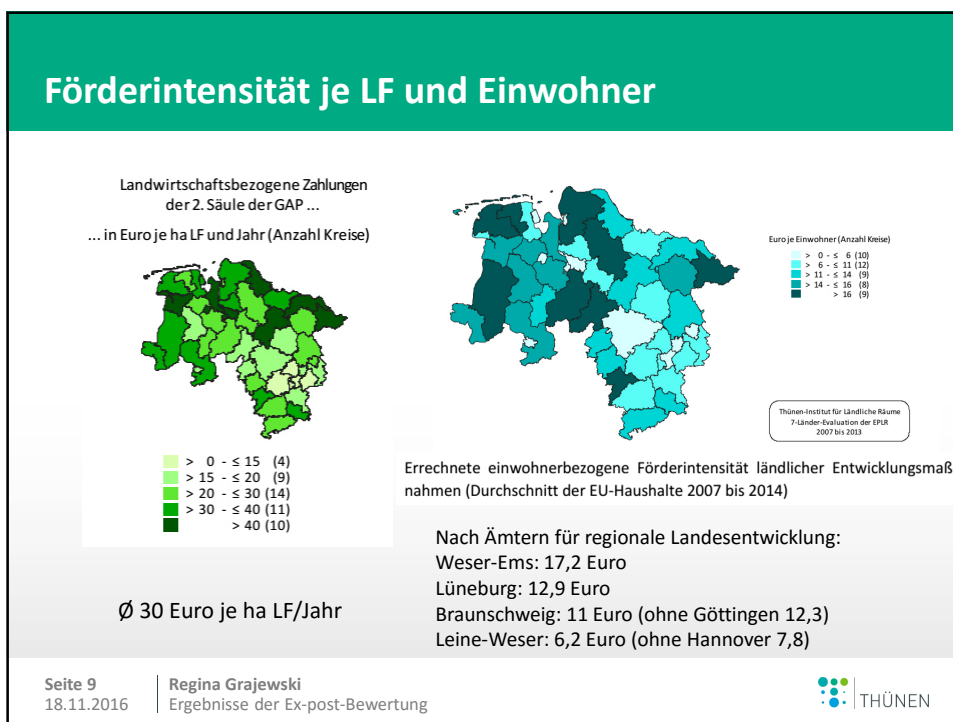 Förderintensität je LF und Einwohner
Landwirtschaftsbezogene Zahlungen
der 2. Säule der GAP ...
... in Euro je ha LF und Jahr (Anzahl Kreise)
> 0 - ≤ 15 (4)
> 15 - ≤ 20 (9)
> 20 - ≤ 30 (14)
> 30 - ≤ 40 (11)
> 40 (10)
Ø 30 Euro je ha LF/Jahr
Euro je Einwohner (Anzahl Kreise)
> 0 - ≤ 6 (10)
> 6 - ≤ 11 (12)
> 11 - ≤ 14 (9)
> 14 - ≤ 16 (8)
> 16 (9)
Thünen-Institut für Ländliche Räume
7-Länder-Evaluation der EPLR
2007 bis 2013
Errechnete einwohnerbezogene Förderintensität ländlicher Entwicklungsmaß
nahmen (Durchschnitt der EU-Haushalte 2007 bis 2014)
Nach Ämtern für regionale Landesentwicklung:
Weser-Ems: 17,2 Euro
Lüneburg: 12,9 Euro
Braunschweig: 11 Euro (ohne Göttingen 12,3)
Leine-Weser: 6,2 Euro (ohne Hannover 7,8)
Seite 9
18.11.2016
Regina Grajewski
Ergebnisse der Ex-post-Bewertung
THÜNEN